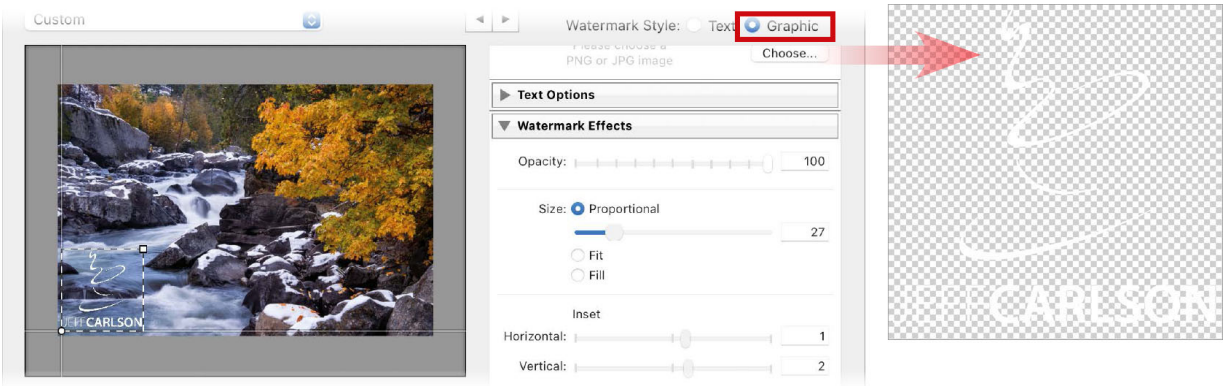 Custom
Watermark Style: Text Graphic
Please choose a
PNG or JPG image
Choose...
Text Options
Watermark Effects
Opacity: 100
Size: Proportional
27
Fit
Fill
Inset
Horizontal: 1
Vertical: 2
JEFF CARLSON
JEFF CARLSON